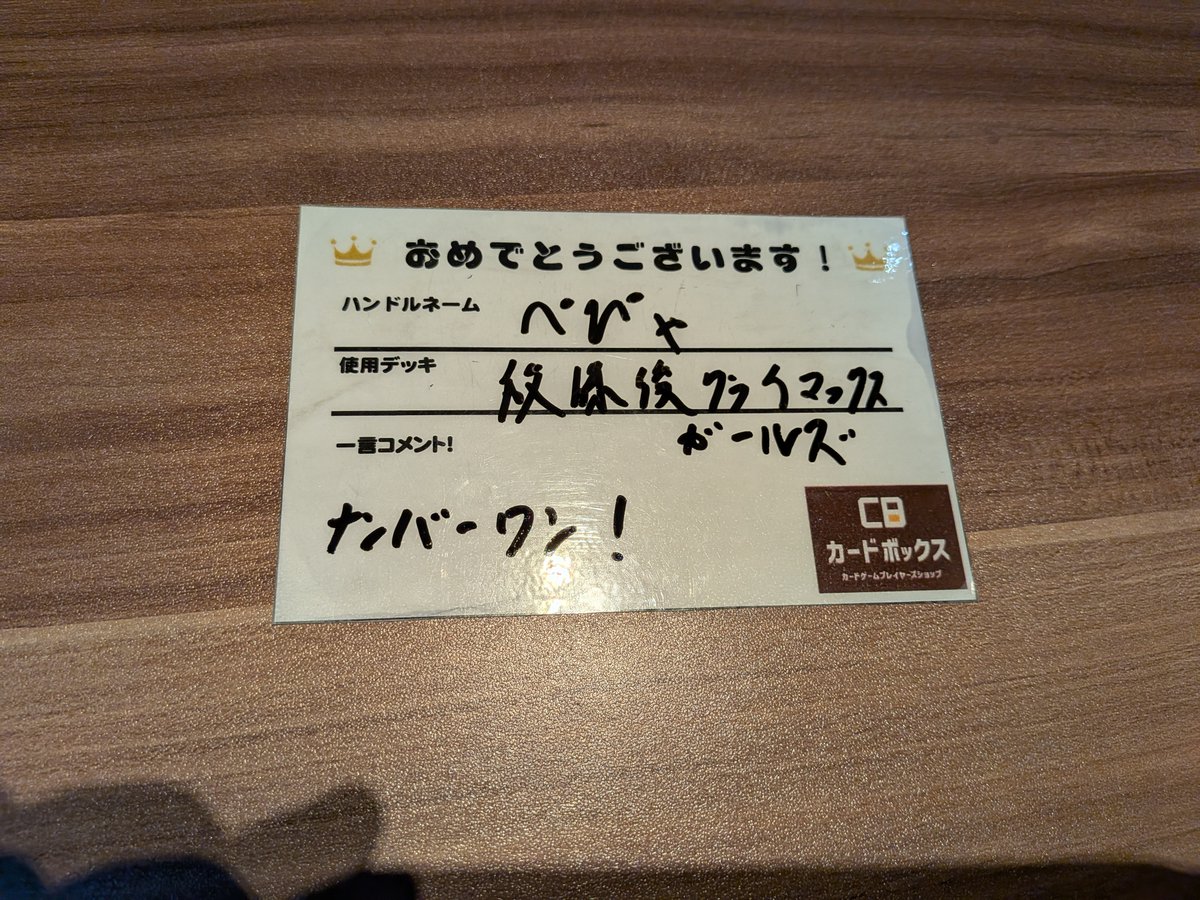 おめでとうございます！
ハンドルネーム ぺぴゃ
使用デッキ 放課後クライマックス
ガールズ
一言コメント!
ナンバーワン！
CB
カードボックス
カードゲームプレイヤーズショップ